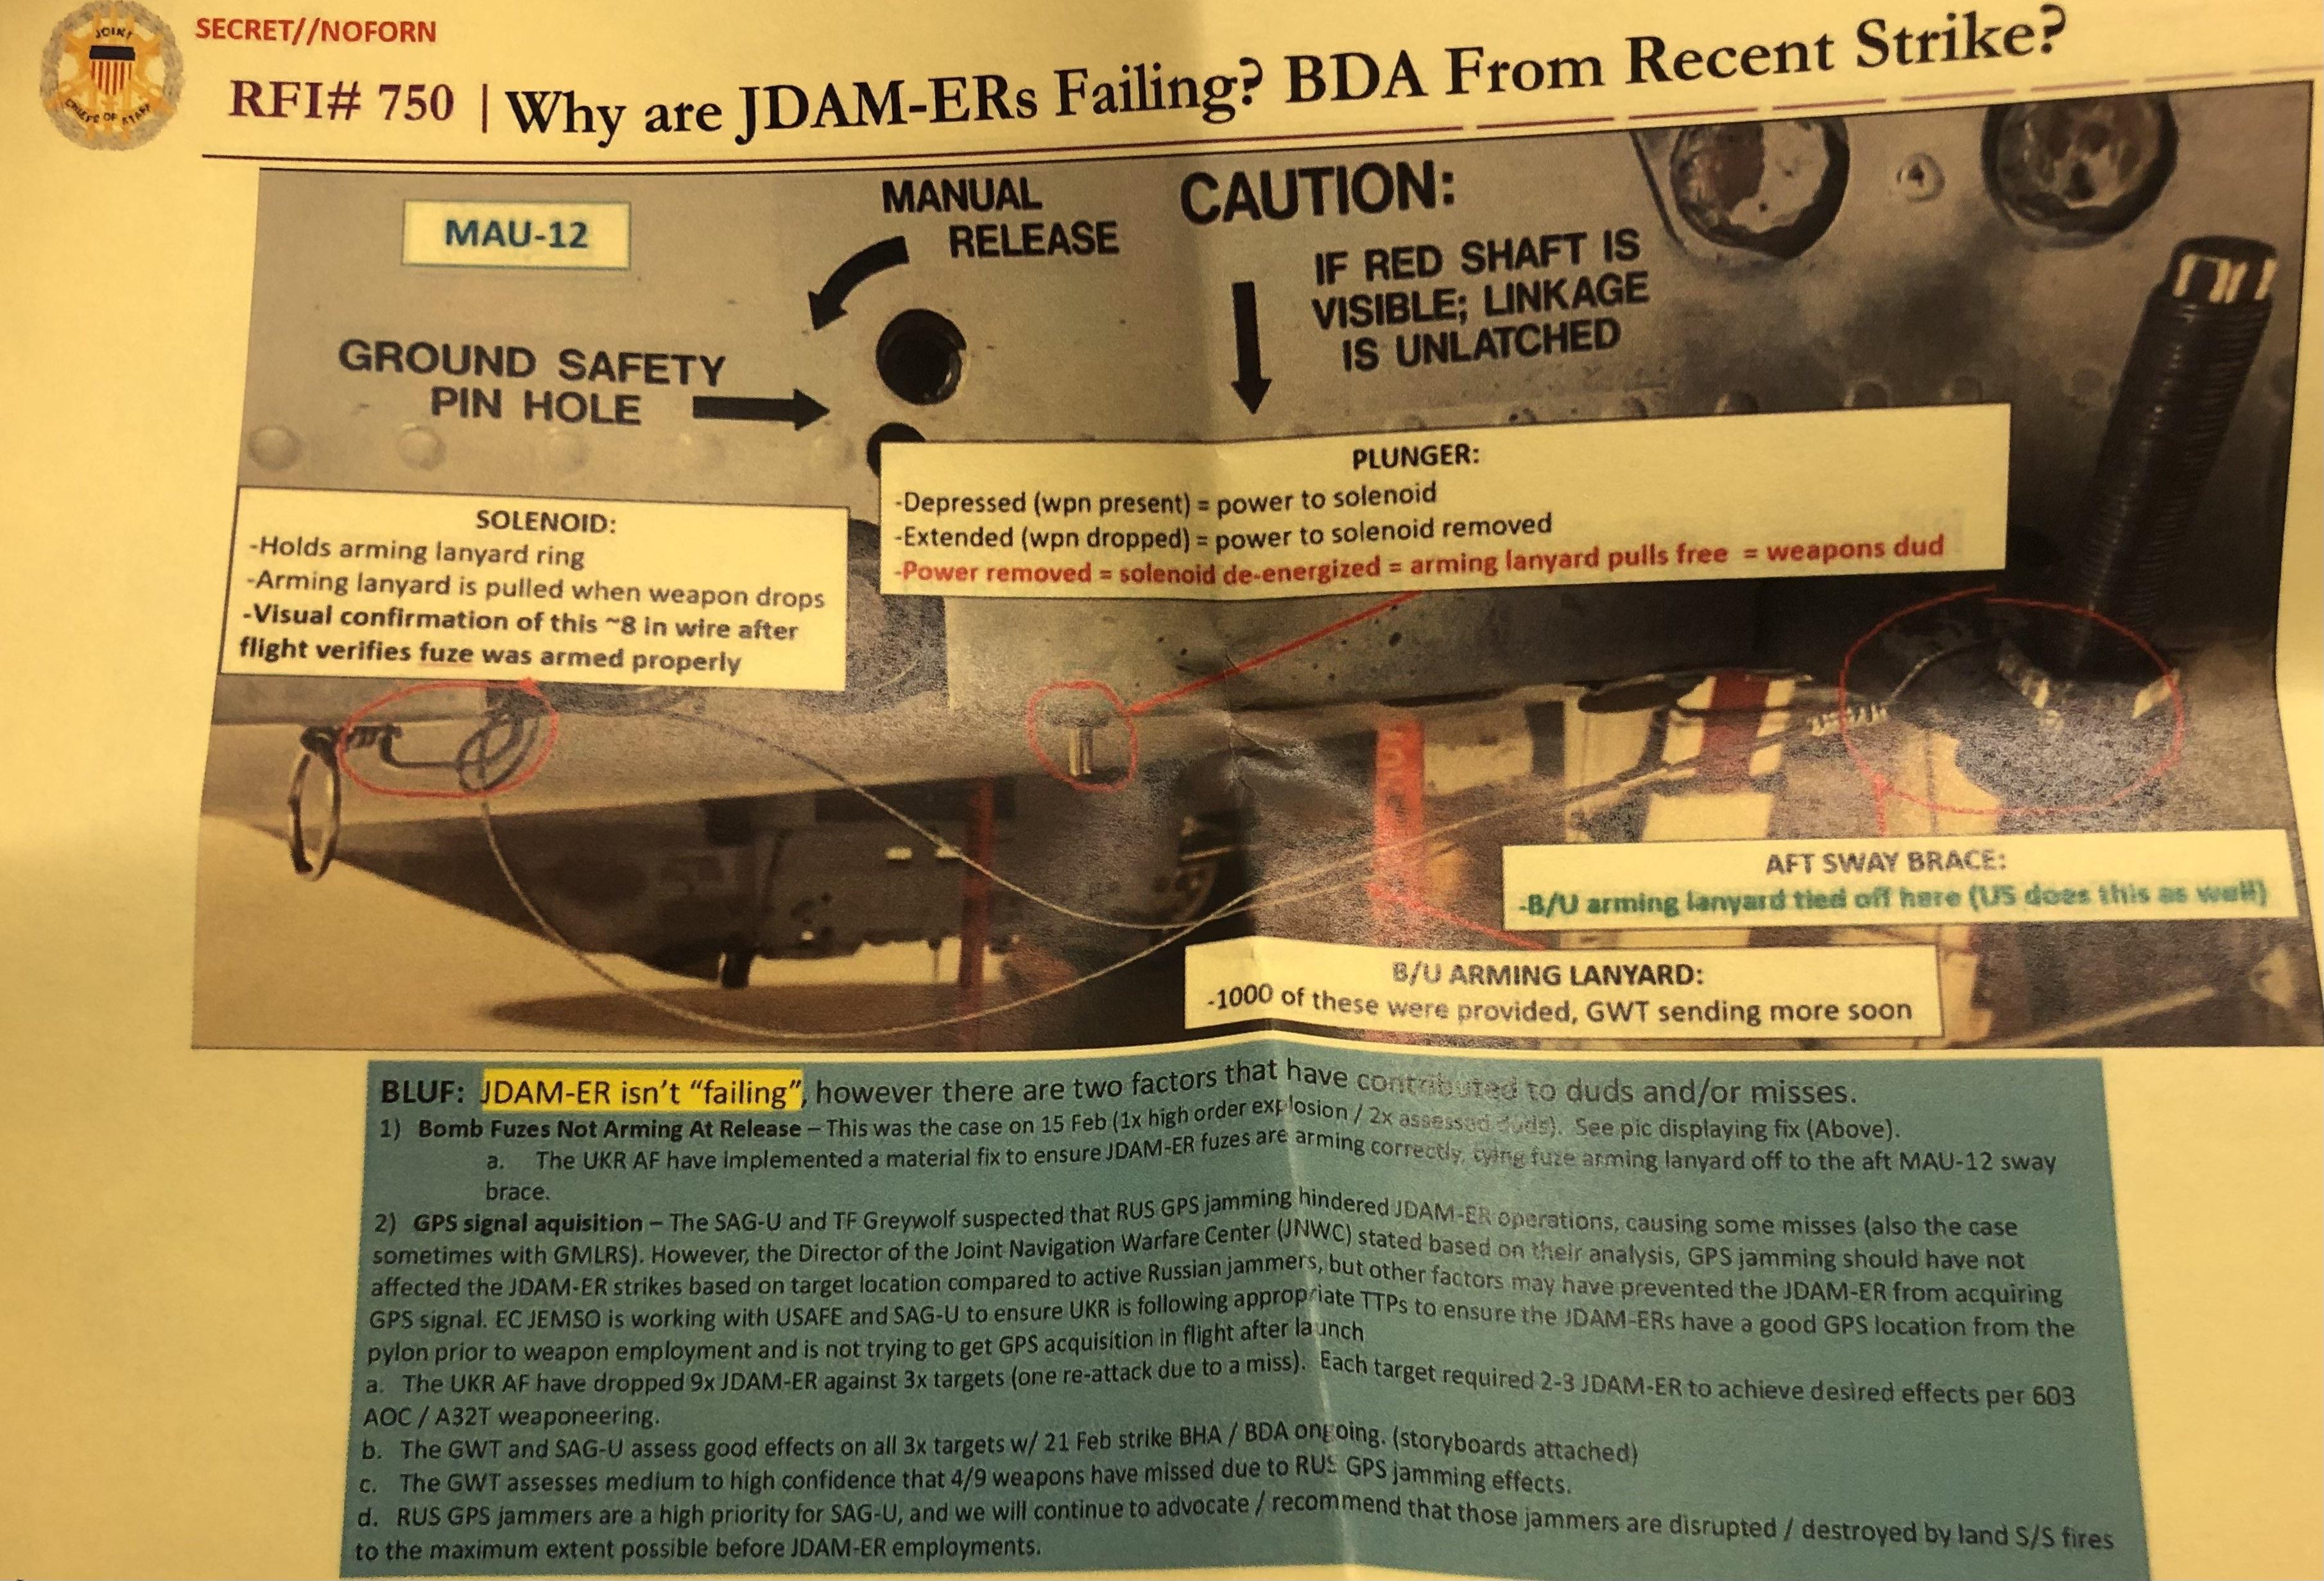 JOINT
CHIEFS OF STAFF
SECRET//NOFORN
RFI# 750 | Why are JDAM-ERs Failing? BDA From Recent Strike?
MAU-12
MANUAL
RELEASE
CAUTION:
IF RED SHAFT IS
VISIBLE; LINKAGE
IS UNLATCHED
GROUND SAFETY
PIN HOLE
4
PLUNGER:
-Depressed (wpn present) = power to solenoid
-Extended (wpn dropped) = power to solenoid removed
-Power removed = solenoid de-energized = arming lanyard pulls free = weapons dud
SOLENOID:
-Holds arming lanyard ring
-Arming lanyard is pulled when weapon drops
-Visual confirmation of this ~8 in wire after
flight verifies fuze was armed properly
AFT SWAY BRACE:
-B/U arming lanyard tied off here (US does this as well)
B/U ARMING LANYARD:
-1000 of these were provided, GWT sending more soon
BLUF: JDAM-ER isn't "failing", however there are two factors that have contributed to duds and/or misses.
1) Bomb Fuzes Not Arming At Release – This was the case on 15 Feb (1x high order explosion / 2x assessed duds). See pic displaying fix (Above).
a. The UKR AF have implemented a material fix to ensure JDAM-ER fuzes are arming correctly, tying fuze arming lanyard off to the aft MAU-12 sway
brace.
2) GPS signal aquisition – The SAG-U and TF Greywolf suspected that RUS GPS jamming hindered JDAM-ER operations, causing some misses (also the case
sometimes with GMLRS). However, the Director of the Joint Navigation Warfare Center (JNWC) stated based on their analysis, GPS jamming should have not
affected the JDAM-ER strikes based on target location compared to active Russian jammers, but other factors may have prevented the JDAM-ER from acquiring
GPS signal. EC JEMSO is working with USAFE and SAG-U to ensure UKR is following appropriate TTPs to ensure the JDAM-ERs have a good GPS location from the
pylon prior to weapon employment and is not trying to get GPS acquisition in flight after launch
a. The UKR AF have dropped 9x JDAM-ER against 3x targets (one re-attack due to a miss). Each target required 2-3 JDAM-ER to achieve desired effects per 603
AOC / A32T weaponeering.
b. The GWT and SAG-U assess good effects on all 3x targets w/ 21 Feb strike BHA / BDA ongoing. (storyboards attached)
c. The GWT assesses medium to high confidence that 4/9 weapons have missed due to RUS GPS jamming effects.
d. RUS GPS jammers are a high priority for SAG-U, and we will continue to advocate / recommend that those jammers are disrupted / destroyed by land S/S fires
to the maximum extent possible before JDAM-ER employments.